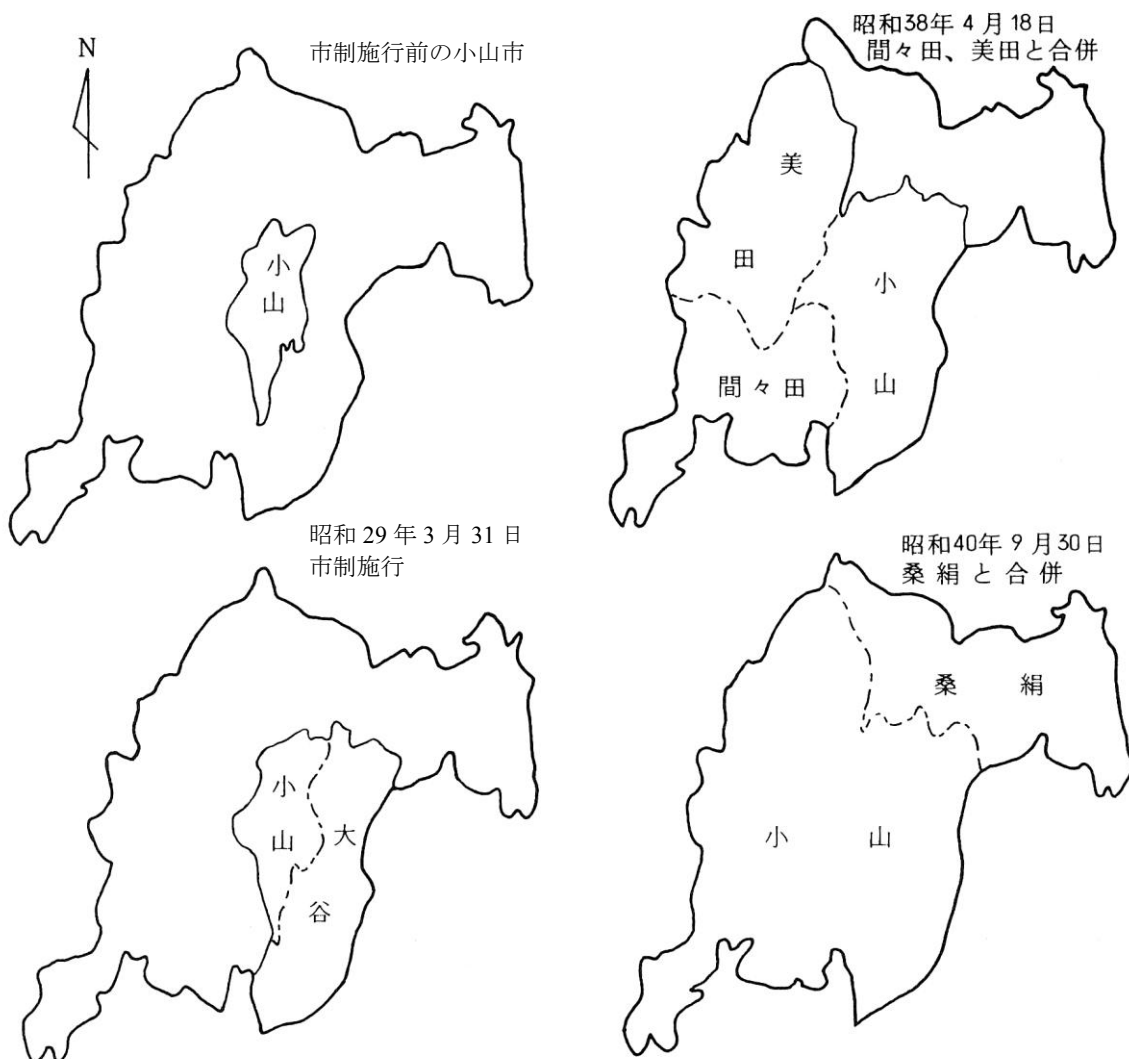 N
市制施行前の小山市
小
山
昭和38年4月18日
間々田、美田と合併
美
田
小
山
間々田
昭和 29 年 3 月 31 日
市制施行
小
山
大
谷
昭和40年9月30日
桑絹と合併
桑絹
小山